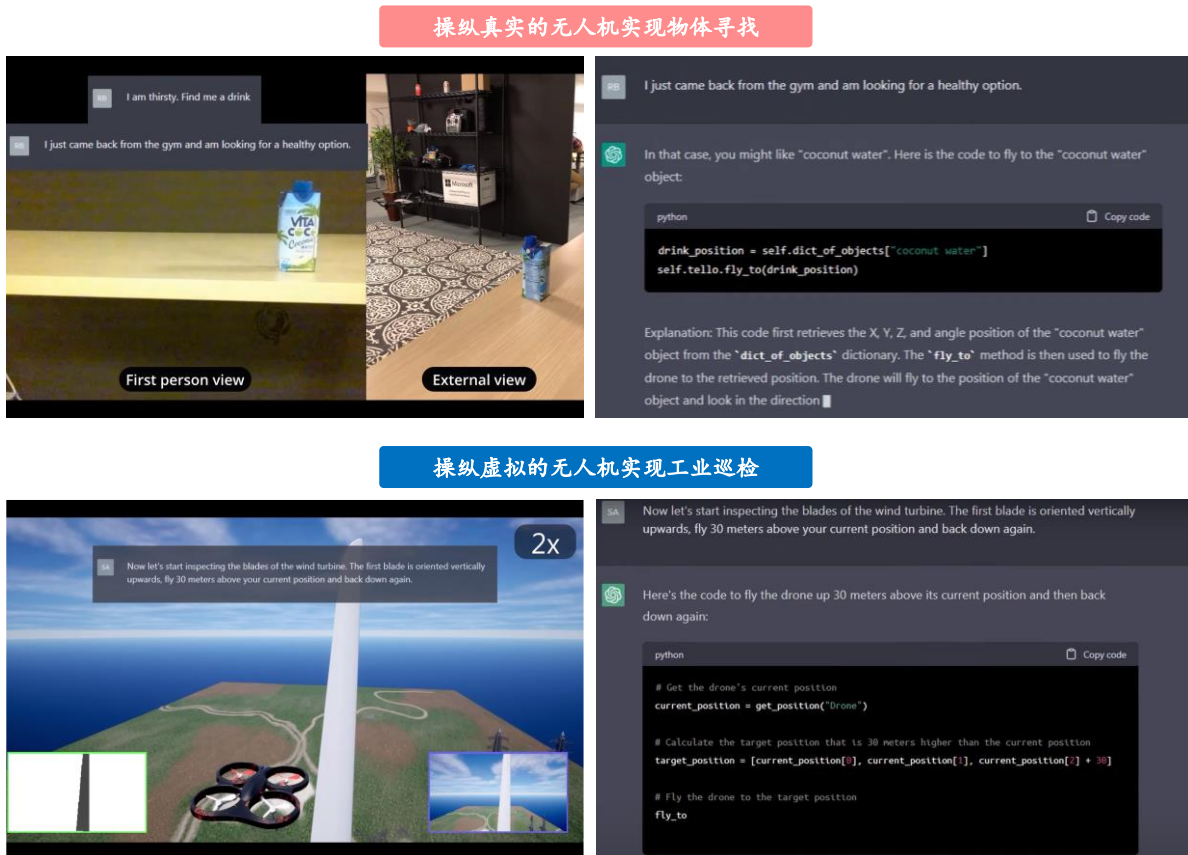 操纵真实的无人机实现物体寻找
RB
I am thirsty. Find me a drink
RB
I just came back from the gym and am looking for a healthy option.
VITA
COCO
Coconut
Microsoft
First person view
External view
RB
I just came back from the gym and am looking for a healthy option.
In that case, you might like "coconut water". Here is the code to fly to the "coconut water"
object:
python
Copy code
drink_position = self.dict_of_objects["coconut water"]
self.tello.fly_to(drink_position)
Explanation: This code first retrieves the X, Y, Z, and angle position of the "coconut water"
object from the `dict_of_objects` dictionary. The `fly_to` method is then used to fly the
drone to the retrieved position. The drone will fly to the position of the "coconut water"
object and look in the direction
操纵虚拟的无人机实现工业巡检
2x
SA
Now let's start inspecting the blades of the wind turbine. The first blade is oriented vertically
upwards, fly 30 meters above your current position and back down again.
SA
Now let's start inspecting the blades of the wind turbine. The first blade is oriented vertically
upwards, fly 30 meters above your current position and back down again.
Here's the code to fly the drone up 30 meters above its current position and then back
down again:
python
Copy code
# Get the drone's current position
current_position = get_position("Drone")
# Calculate the target position that is 30 meters higher than the current position
target_position = [current_position[0], current_position[1], current_position[2] + 30]
# Fly the drone to the target position
fly_to